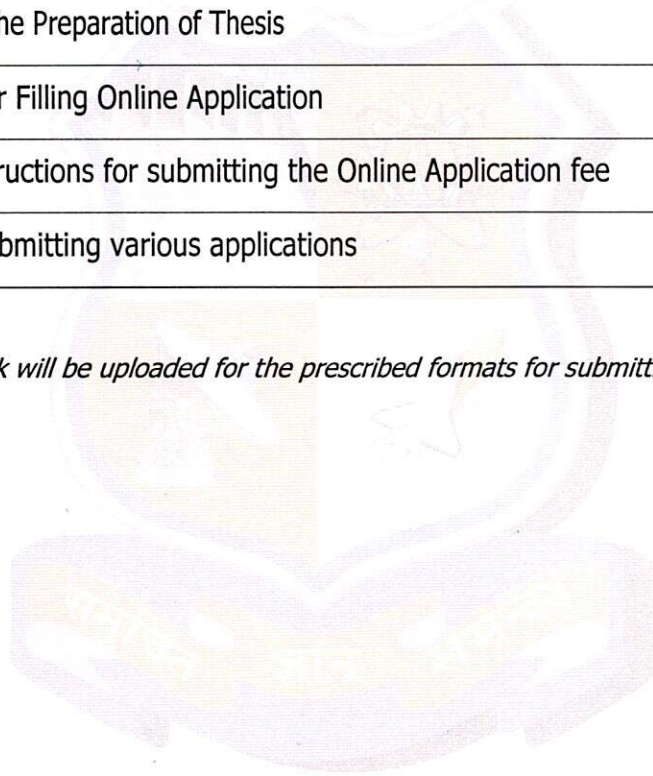 he Preparation of Thesis
r Filling Online Application
ructions for submitting the Online Application fee
bmitting various applications
k will be uploaded for the prescribed formats for submitt